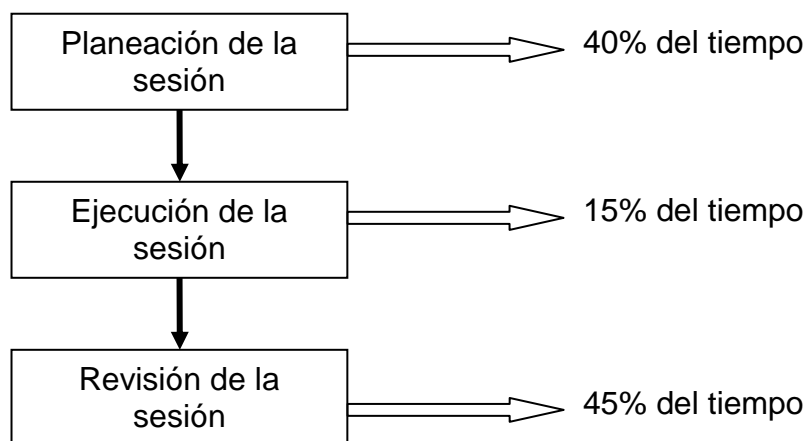 Planeación de la
sesión
40% del tiempo
Ejecución de la
sesión
15% del tiempo
Revisión de la
sesión
45% del tiempo